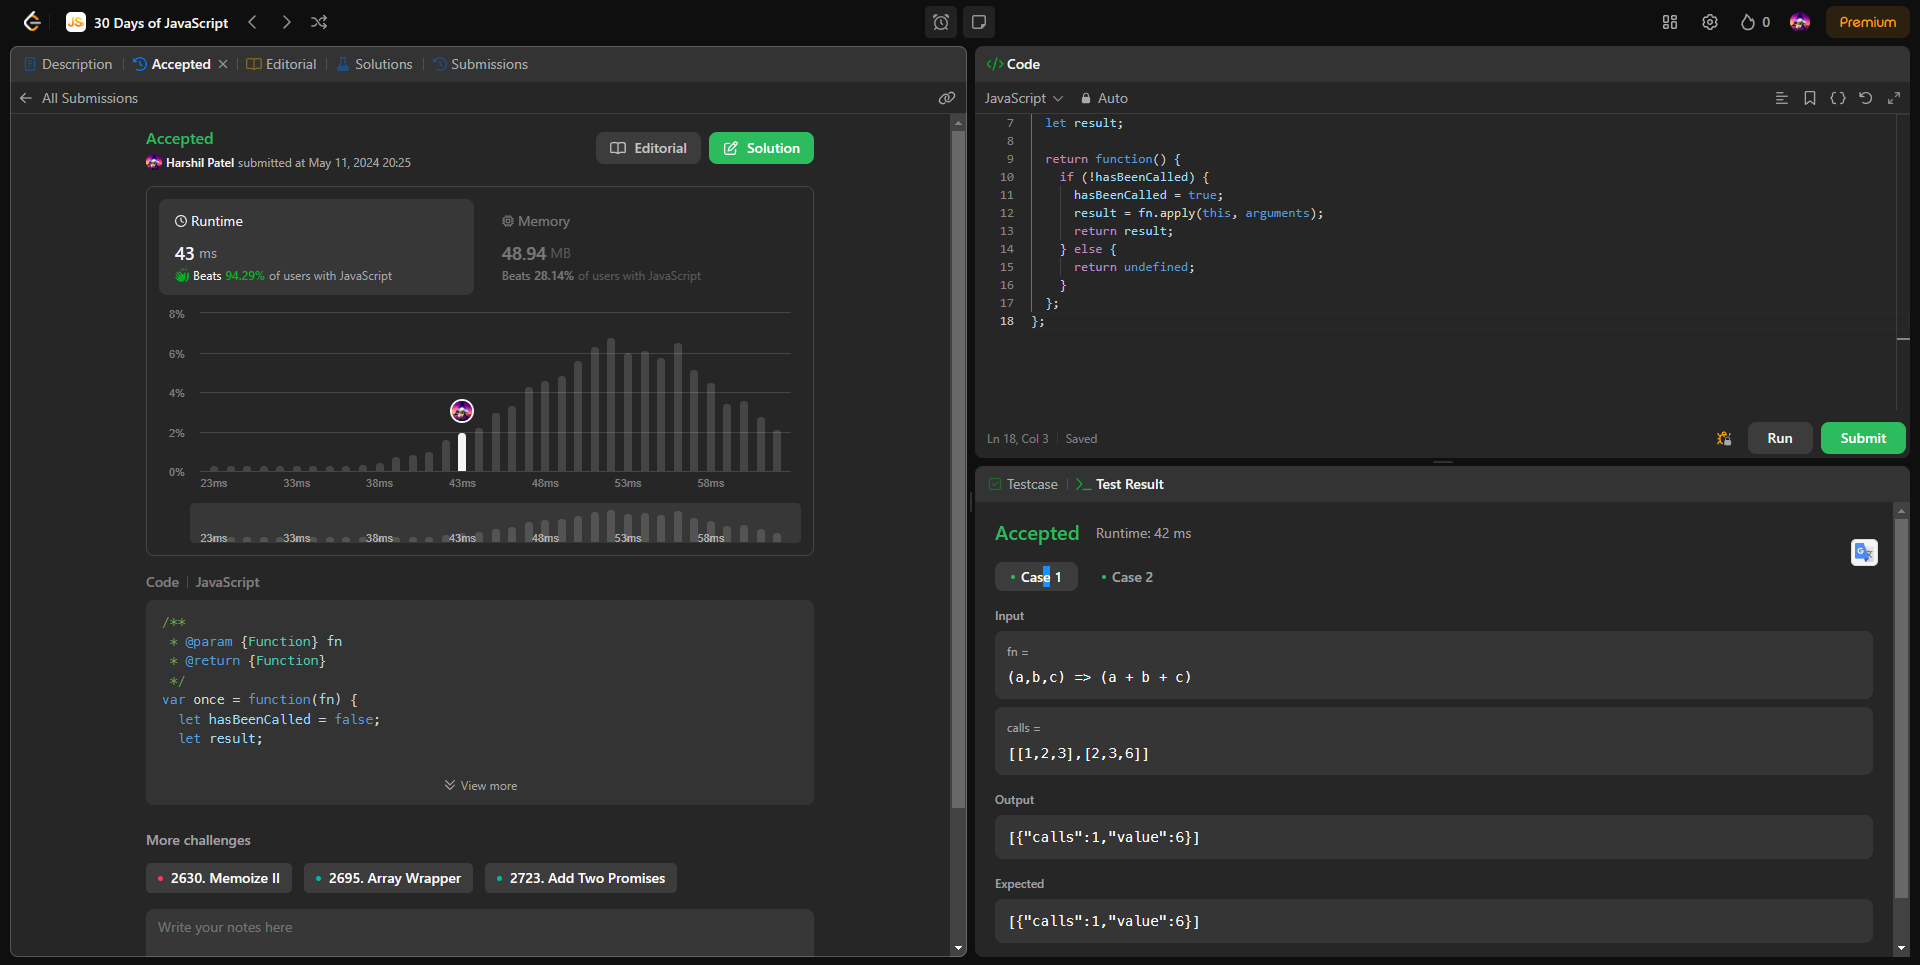 JS 30 Days of JavaScript
0
Premium
Description
Accepted
Editorial
Solutions
Submissions
All Submissions
Accepted
Harshil Patel submitted at May 11, 2024 20:25
Editorial
Solution
Runtime
43 ms
Beats 94.29% of users with JavaScript
Memory
48.94 MB
Beats 28.14% of users with JavaScript
8%
6%
4%
2%
0%
23ms 33ms 38ms 43ms 48ms 53ms 58ms
23ms 33ms 38ms 43ms 48ms 53ms 58ms
Code | JavaScript
/**
 * @param {Function} fn
 * @return {Function}
 */
var once = function(fn) {
  let hasBeenCalled = false;
  let result;
View more
More challenges
2630. Memoize II
2695. Array Wrapper
2723. Add Two Promises
Write your notes here
</> Code
JavaScript
Auto
7 let result;
8
9 return function() {
10 if (!hasBeenCalled) {
11 hasBeenCalled = true;
12 result = fn.apply(this, arguments);
13 return result;
14 } else {
15 return undefined;
16 }
17 };
18 };
Ln 18, Col 3 | Saved
Run
Submit
Testcase
Test Result
Accepted Runtime: 42 ms
Case 1
Case 2
Input
fn =
(a,b,c) => (a + b + c)
calls =
[[1,2,3],[2,3,6]]
Output
[{"calls":1,"value":6}]
Expected
[{"calls":1,"value":6}]